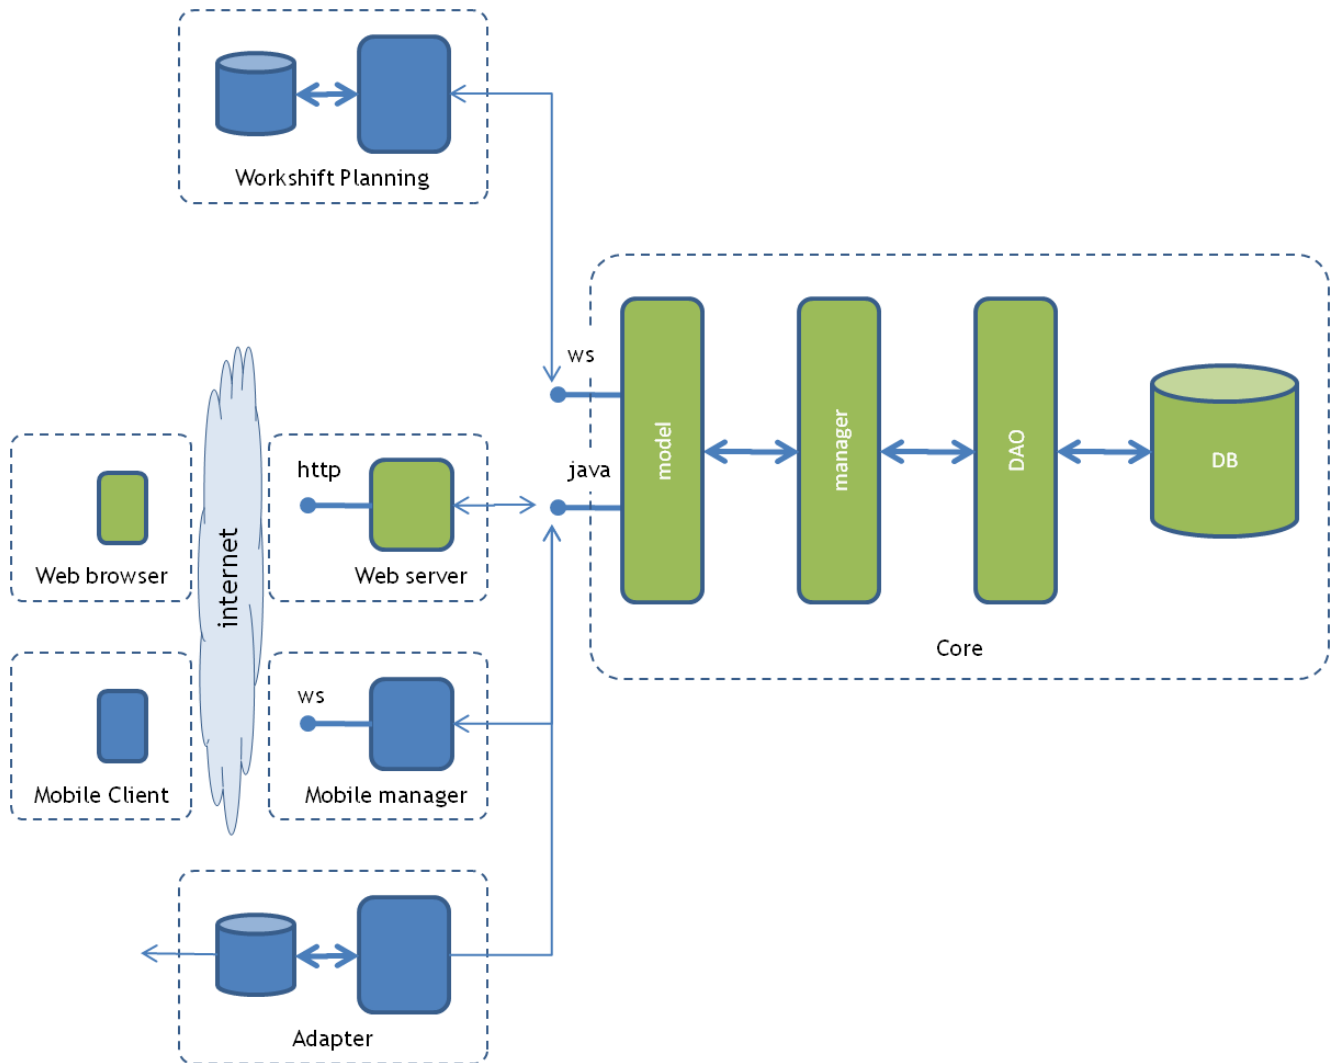 Workshift Planning
ws
http
java
model
manager
DAO
DB
internet
Web browser
Web server
Core
ws
Mobile Client
Mobile manager
Adapter